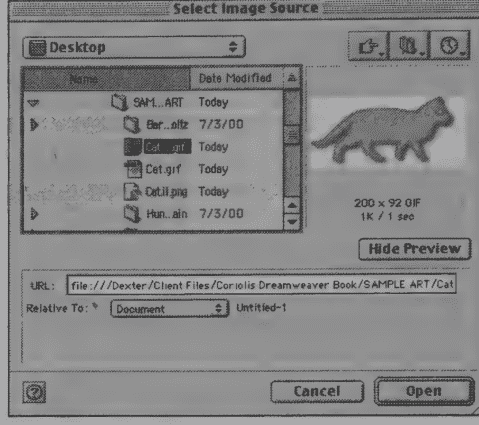 Select Image Source
Desktop
Name Date Modified
SAM...ART Today
Bar...oltz 7/3/00
Cat....gif Today
Cat.gif Today
Cat.fi.png Today
Hun...ain 7/3/00
200 x 92 GIF
1K / 1 sec
Hide Preview
URL: file:///Dexter/Client Files/Coriolis Dreamweaver Book/SAMPLE ART/Cat
Relative To: Document Untitled-1
? Cancel Open